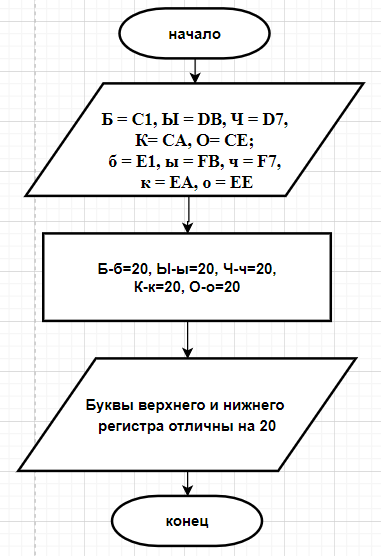 начало
Б = C1, Ы = DB, Ч = D7,
К= CA, О= CE;
б = E1, ы = FB, ч = F7,
к = EA, о = EE
Б-б=20, Ы-ы=20, Ч-ч=20,
К-к=20, О-о=20
Буквы верхнего и нижнего
регистра отличны на 20
конец